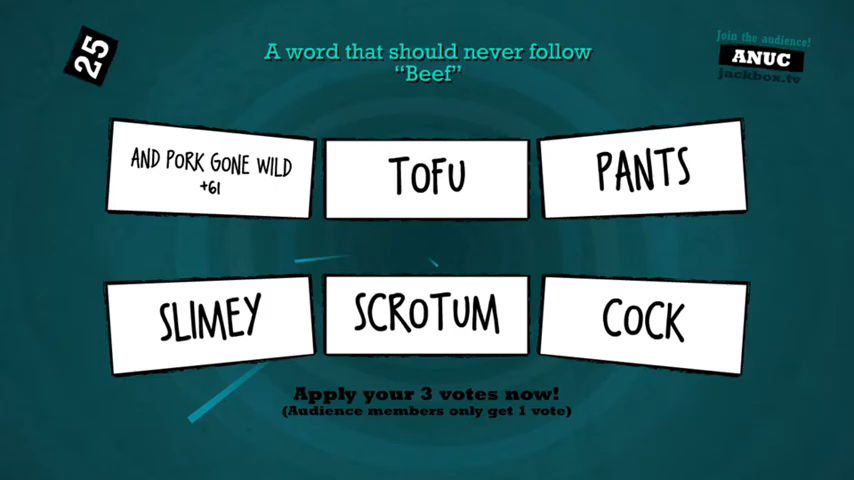 25
A word that should never follow
“Beef”
Join the audience!
ANUC
jackbox.tv
AND PORK GONE WILD
+61
TOFU
PANTS
SLIMEY
SCROTUM
COCK
Apply your 3 votes now!
(Audience members only get 1 vote)